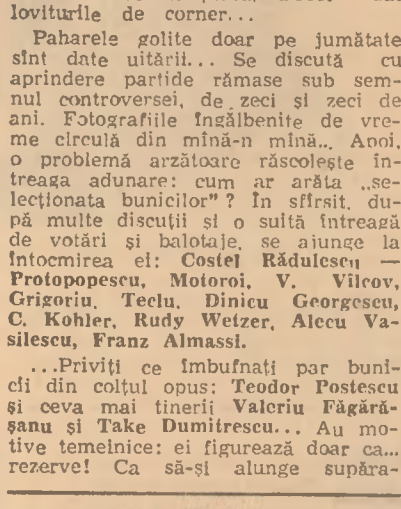 loviturile de corner...
Paharele golite doar pe jumătate
sînt date uitării... Se discută cu
aprindere partide rămase sub sem-
nul controversei, de zeci și zeci de
ani. Fotografiile îngălbenite de vre-
me circulă din mînă-n mînă... Apoi,
o problemă arzătoare răscolește în-
treaga adunare: cum ar arăta „se-
lecționata bunicilor” ? În sfîrșit, du-
pă multe discuții și o suită întreagă
de votări și balotaje, se ajunge la
întocmirea ei: Costel Rădulescu —
Protopopescu, Motoroi, V. Vilcov,
Grigoriu, Teclu, Dinicu Georgescu,
C. Kohler, Rudy Wetzer, Alecu Va-
silescu, Franz Almassi.
...Priviți ce îmbufnați par buni-
cii din colțul opus: Teodor Postescu
și ceva mai tinerii Valeriu Făgără-
șanu și Take Dumitrescu... Au mo-
tive temeinice: ei figurează doar ca...
rezerve! Ca să-și alunge supăra-